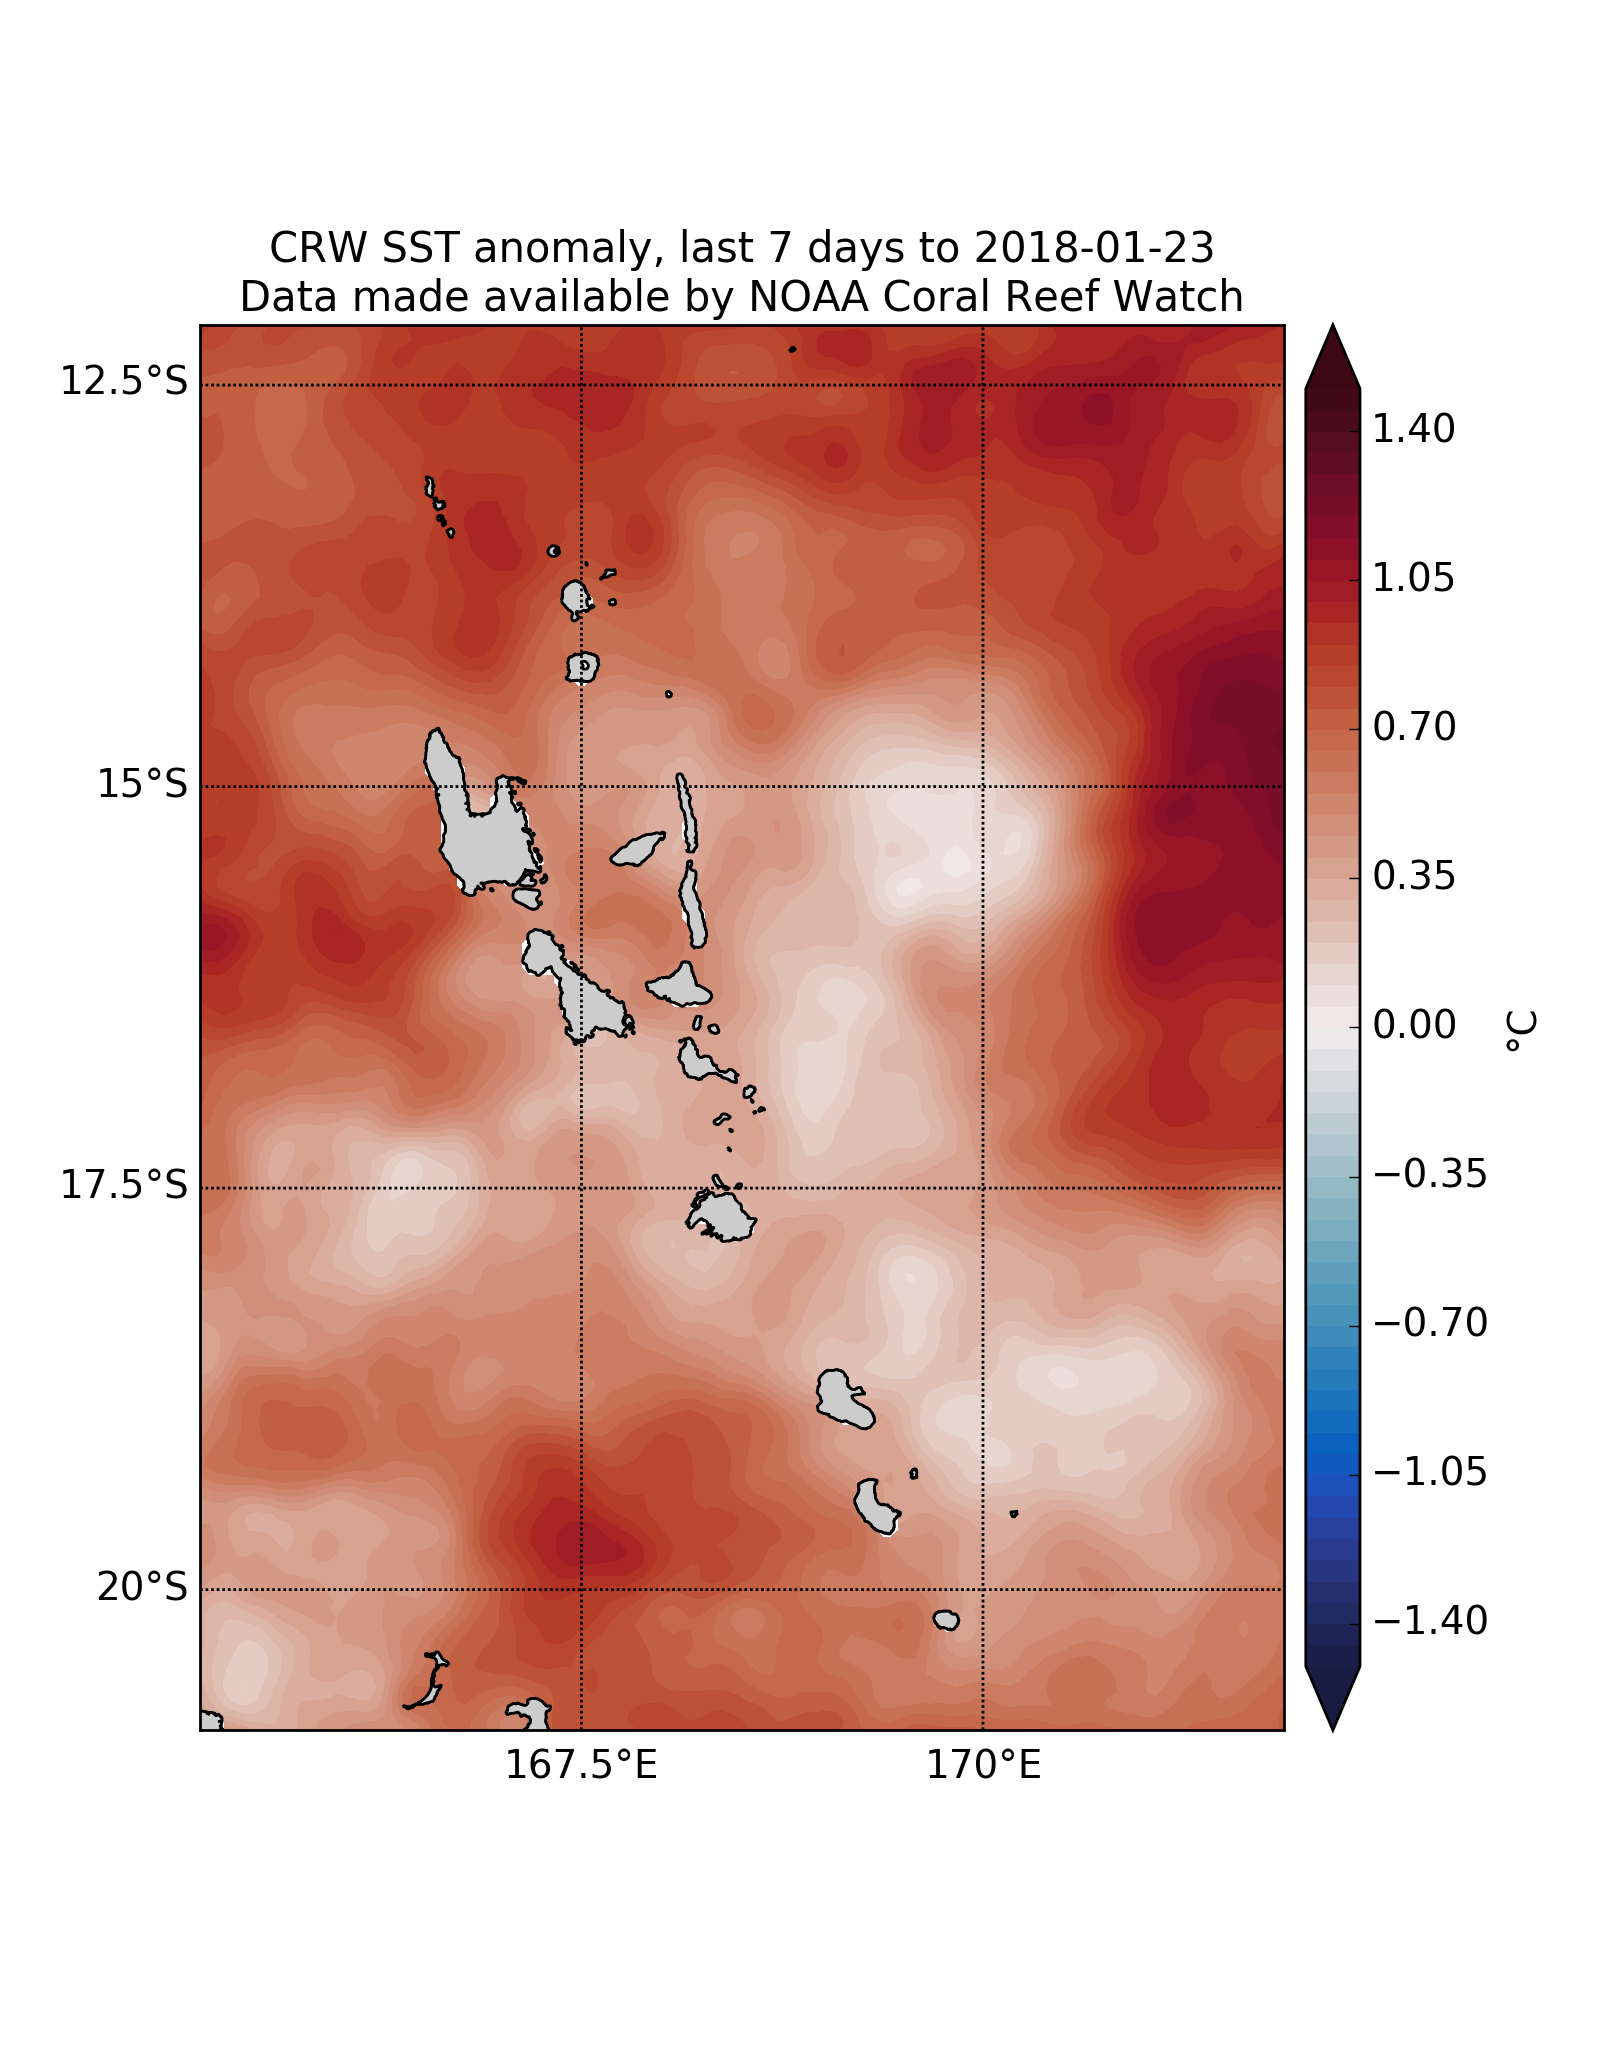 CRW SST anomaly, last 7 days to 2018-01-23
Data made available by NOAA Coral Reef Watch
12.5°S
15°S
17.5°S
20°S
167.5°E
170°E
1.40
1.05
0.70
0.35
0.00
−0.35
−0.70
−1.05
−1.40
°C